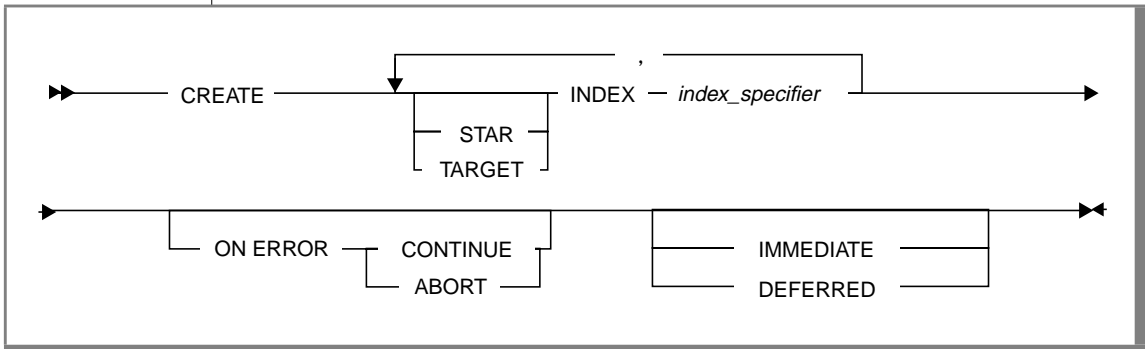 ,
CREATE INDEX index_specifier
STAR
TARGET
ON ERROR CONTINUE IMMEDIATE
ABORT DEFERRED